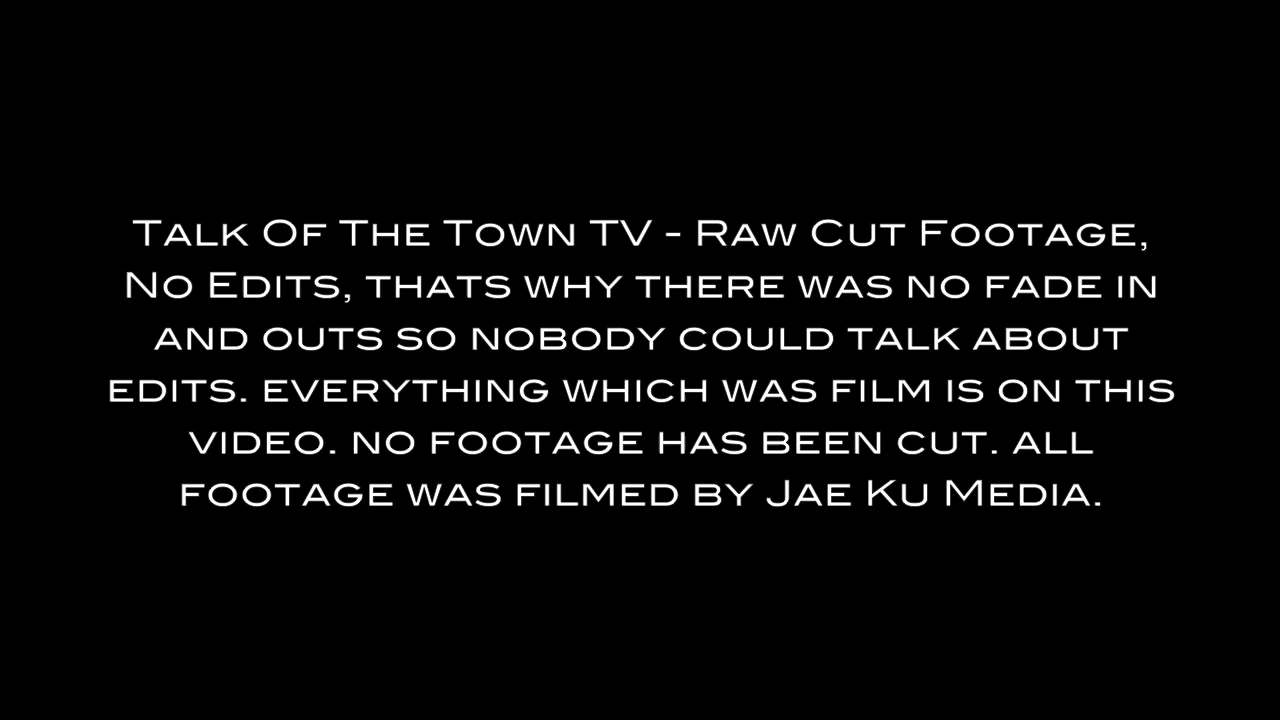 Talk Of The Town TV - Raw Cut Footage,
No Edits, thats why there was no fade in
and outs so nobody could talk about
edits. everything which was film is on this
video. no footage has been cut. all
footage was filmed by Jae Ku Media.